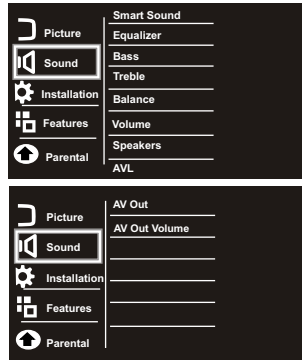 Picture
Sound
Installation
Features
Parental
Smart Sound
Equalizer
Bass
Treble
Balance
Volume
Speakers
AVL
Picture
Sound
Installation
Features
Parental
AV Out
AV Out Volume